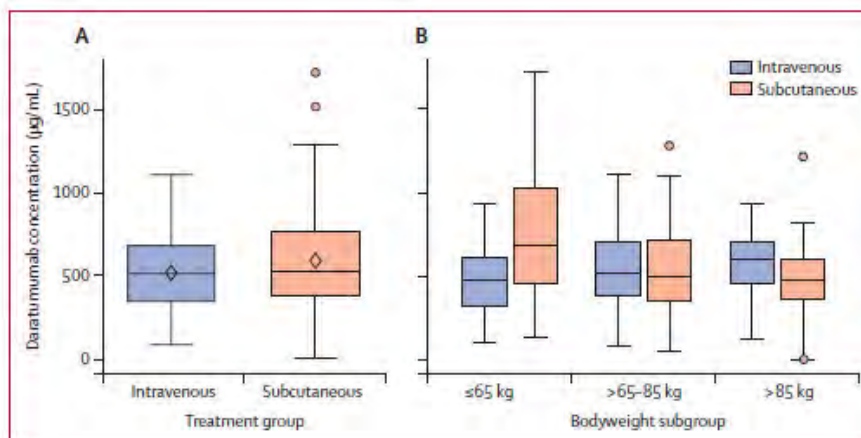 A
B
Daratumumab concentration (µg/mL)
1500
1000
500
0
Intravenous
Subcutaneous
Treatment group
Intravenous
Subcutaneous
≤65 kg
>65–85 kg
>85 kg
Bodyweight subgroup